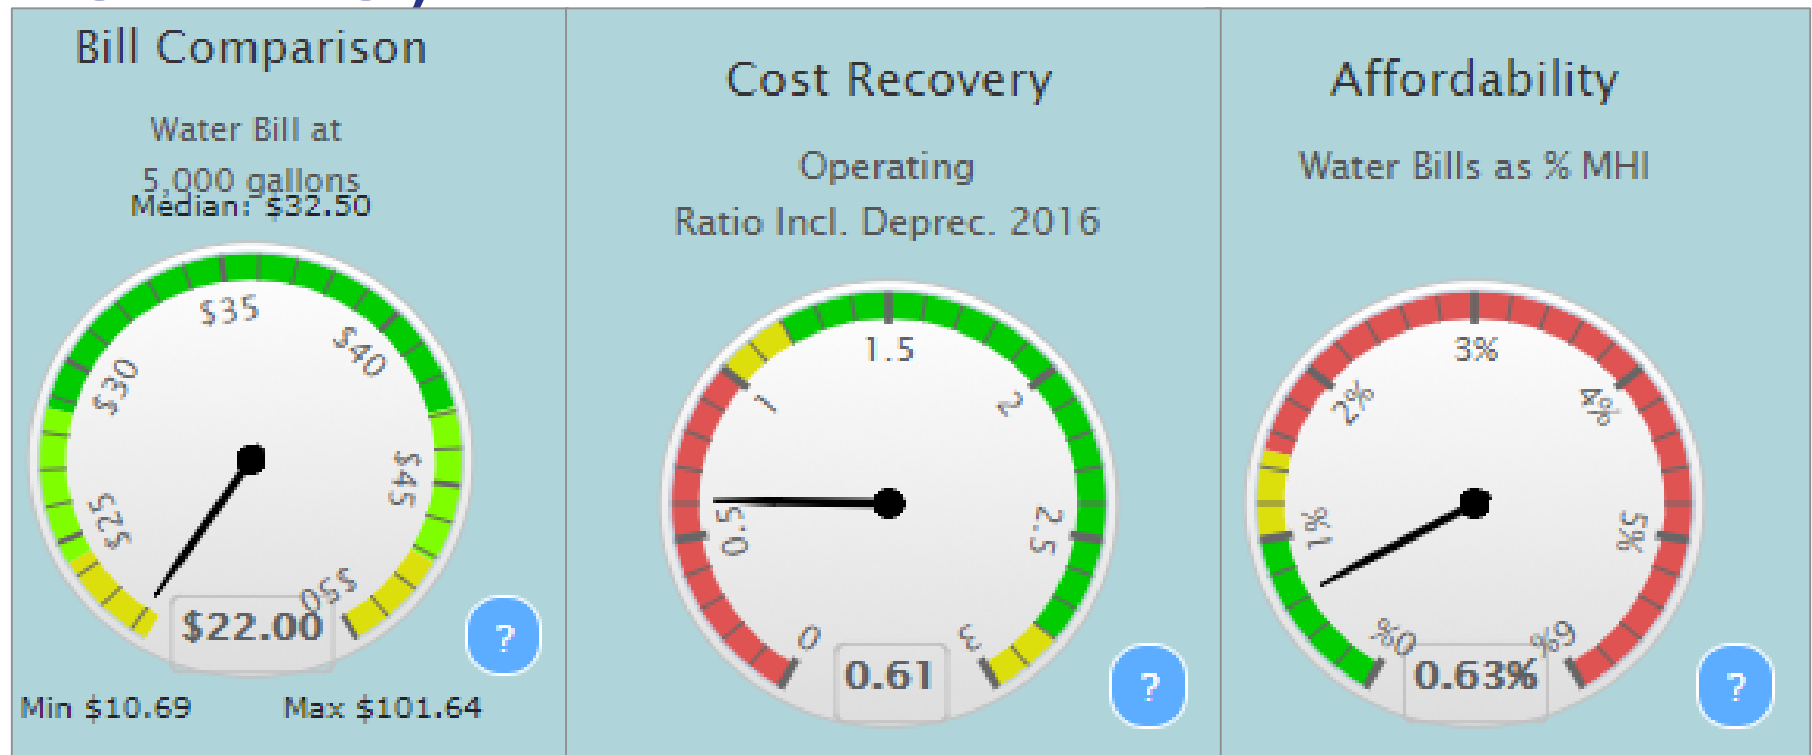 Bill Comparison
Water Bill at
5,000 gallons
Median: $32.50
$25
$30
$35
$40
$45
$50
$22.00
?
Min $10.69
Max $101.64
Cost Recovery
Operating
Ratio Incl. Deprec. 2016
0
0.5
1
1.5
2
2.5
3
0.61
?
Affordability
Water Bills as % MHI
0%
1%
2%
3%
4%
5%
6%
0.63%
?